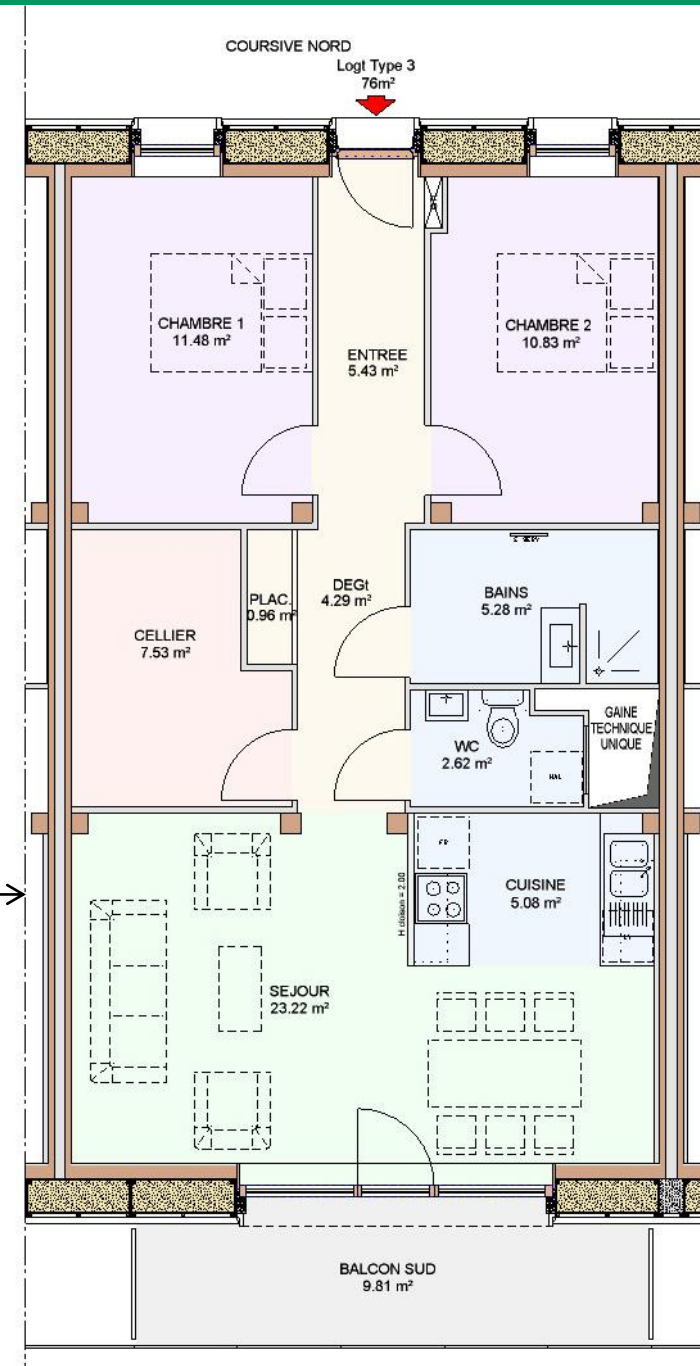 COURSIVE NORD
Logt Type 3
76m²
CHAMBRE 1
11.48 m²
CHAMBRE 2
10.83 m²
ENTREE
5.43 m²
PLAC.
0.96 m²
DEGt
4.29 m²
BAINS
5.28 m²
CELLIER
7.53 m²
GAINE
TECHNIQUE
UNIQUE
WC
2.62 m²
FR
CUISINE
5.08 m²
H cloison = 2.00
SEJOUR
23.22 m²
BALCON SUD
9.81 m²